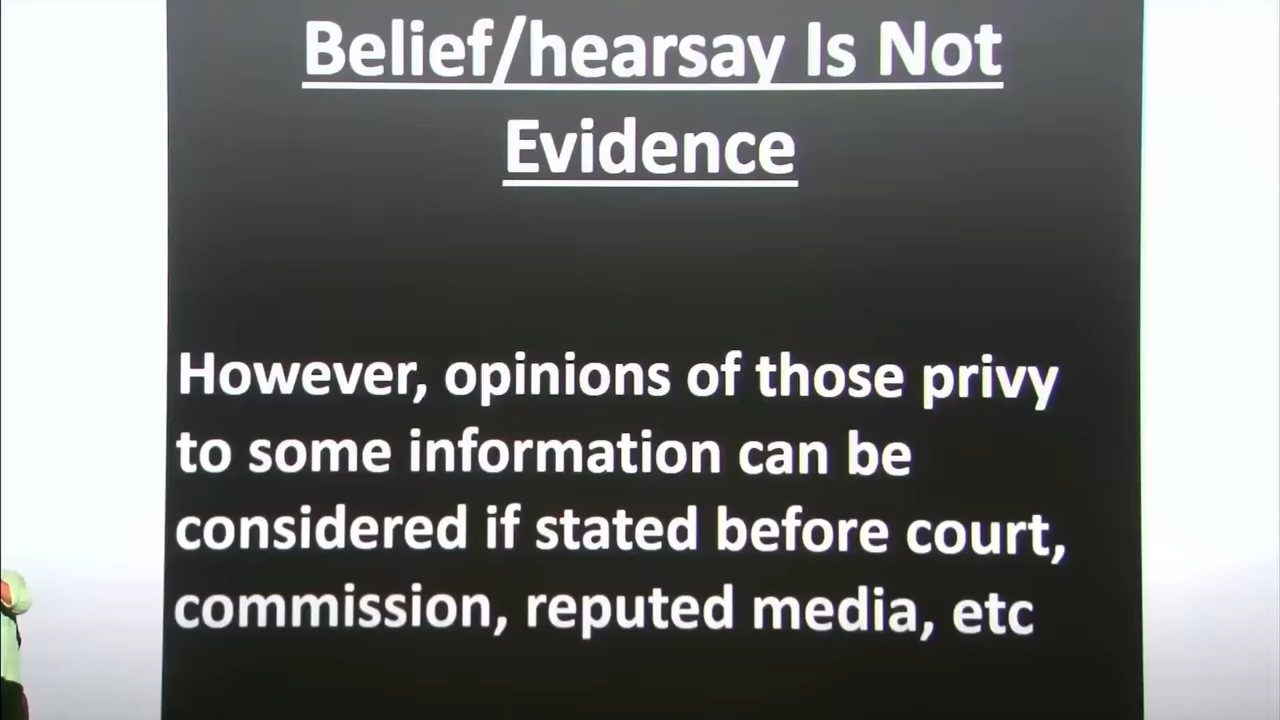 Belief/hearsay Is Not
Evidence
However, opinions of those privy
to some information can be
considered if stated before court,
commission, reputed media, etc